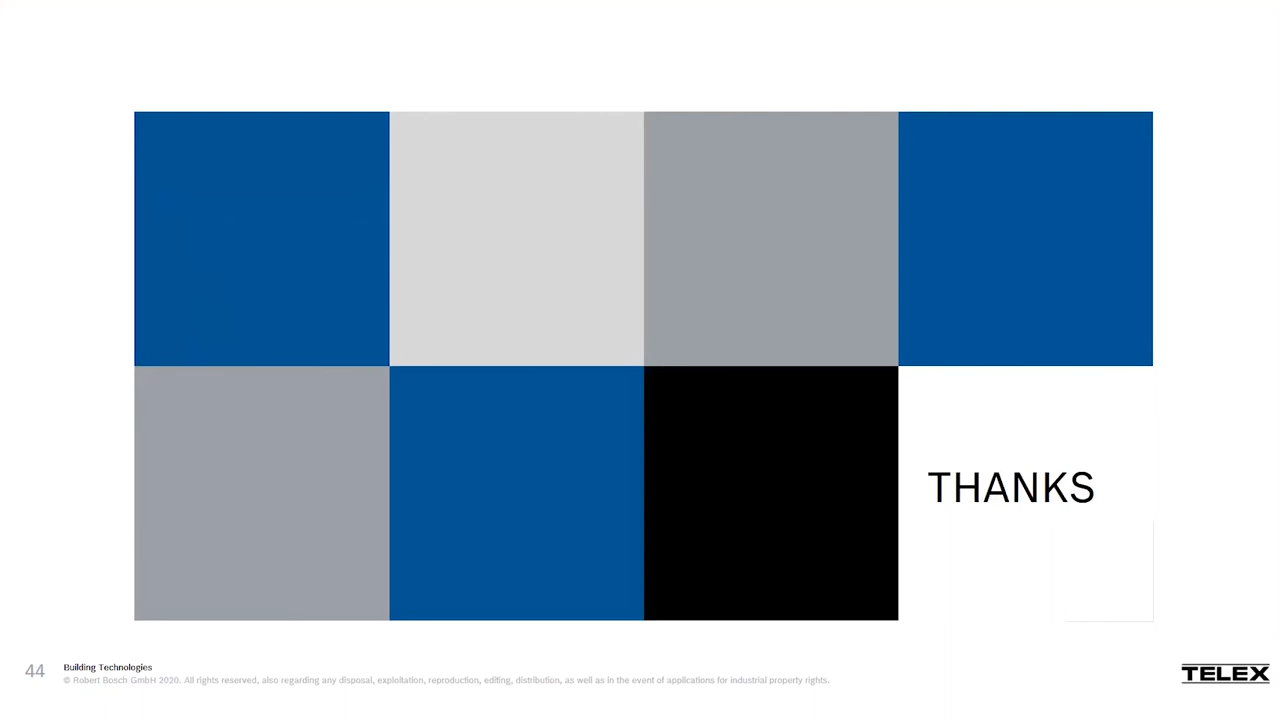 THANKS
44
Building Technologies
© Robert Bosch GmbH 2020. All rights reserved, also regarding any disposal, exploitation, reproduction, editing, distribution, as well as in the event of applications for industrial property rights.
TELEX